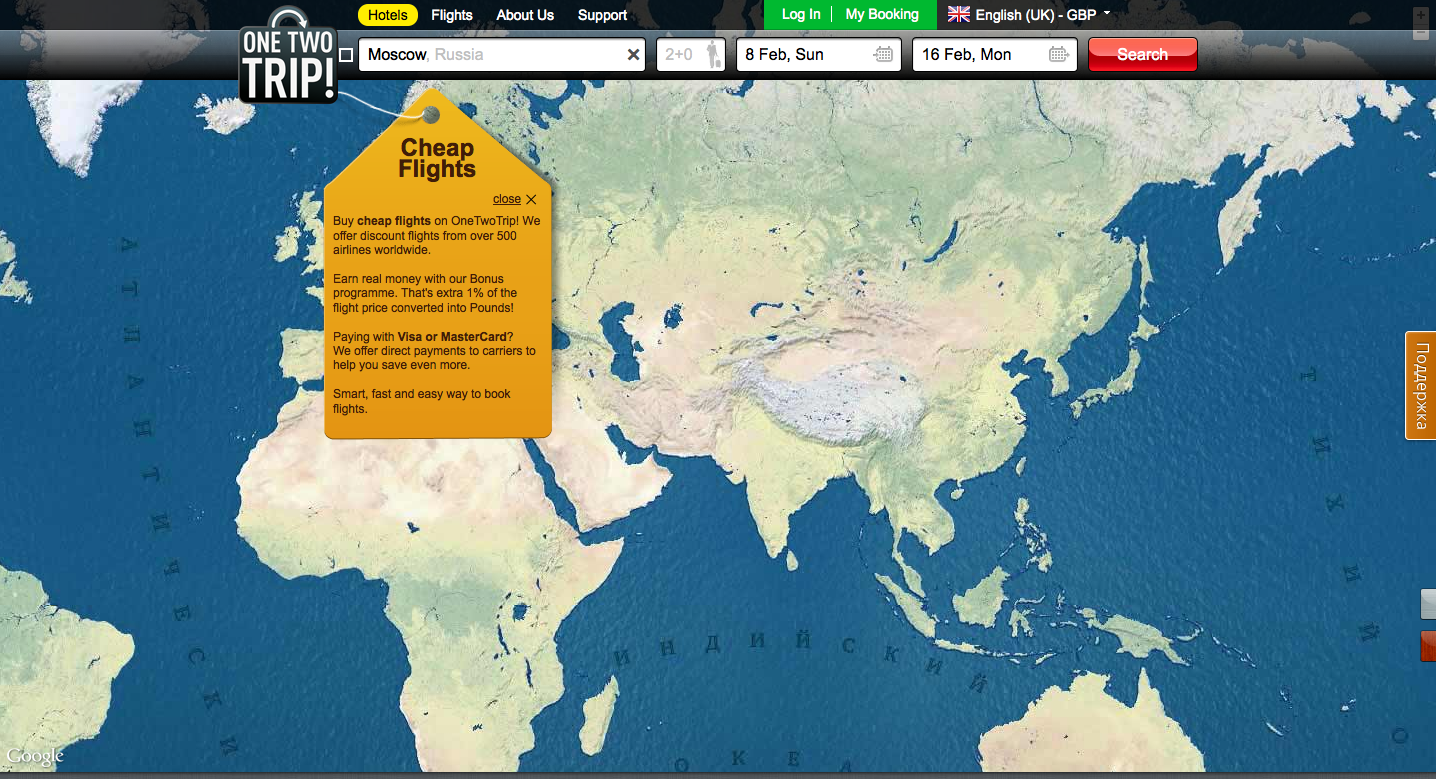 Hotels Flights About Us Support
Log In My Booking
English (UK) - GBP
ONE TWO
TRIP!
Moscow, Russia
2+0
8 Feb, Sun
16 Feb, Mon
Search
Cheap
Flights
close
Buy cheap flights on OneTwoTrip! We
offer discount flights from over 500
airlines worldwide.
Earn real money with our Bonus
programme. That's extra 1% of the
flight price converted into Pounds!
Paying with Visa or MasterCard?
We offer direct payments to carriers to
help you save even more.
Smart, fast and easy way to book
flights.
Поддержка
АТЛАНТИЧЕСКИЙ
ИНДИЙСКИЙ
ОКЕА
ТИХИЙ
О
Google